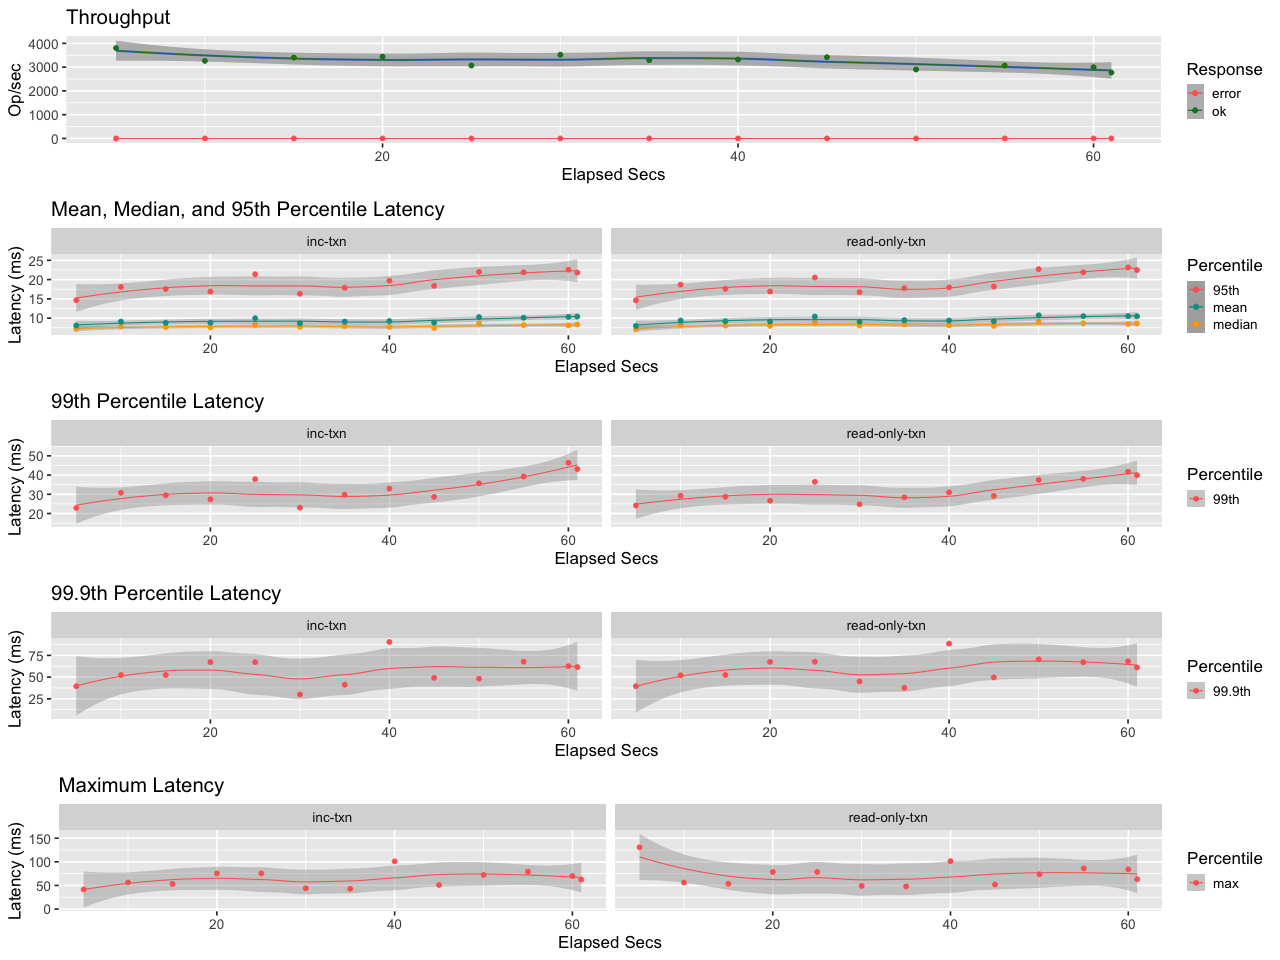 Throughput
4000
3000
2000
1000
0
Op/sec
20 40 60
Elapsed Secs
Response
error
ok
Mean, Median, and 95th Percentile Latency
inc-txn read-only-txn
25
20
15
10
Latency (ms)
20 40 60 20 40 60
Elapsed Secs
Percentile
95th
mean
median
99th Percentile Latency
inc-txn read-only-txn
50
40
30
20
Latency (ms)
20 40 60 20 40 60
Elapsed Secs
Percentile
99th
99.9th Percentile Latency
inc-txn read-only-txn
75
50
25
Latency (ms)
20 40 60 20 40 60
Elapsed Secs
Percentile
99.9th
Maximum Latency
inc-txn read-only-txn
150
100
50
0
Latency (ms)
20 40 60 20 40 60
Elapsed Secs
Percentile
max